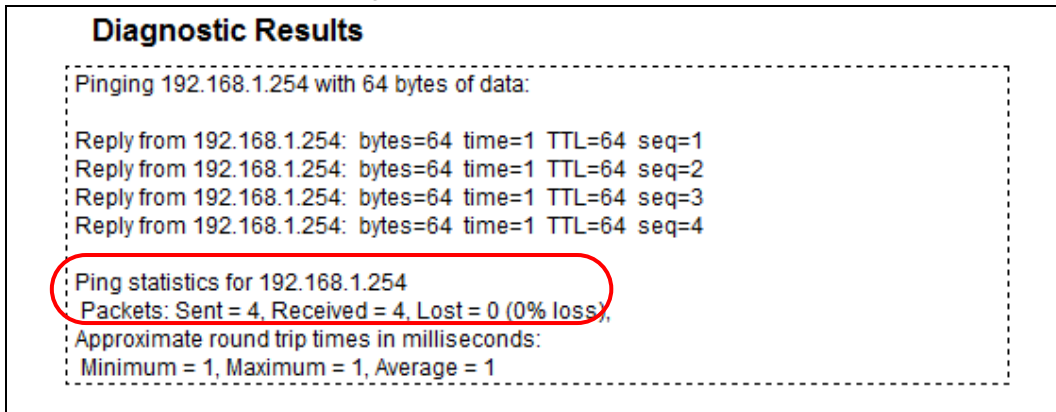 Diagnostic Results
Pinging 192.168.1.254 with 64 bytes of data:
Reply from 192.168.1.254: bytes=64 time=1 TTL=64 seq=1
Reply from 192.168.1.254: bytes=64 time=1 TTL=64 seq=2
Reply from 192.168.1.254: bytes=64 time=1 TTL=64 seq=3
Reply from 192.168.1.254: bytes=64 time=1 TTL=64 seq=4
Ping statistics for 192.168.1.254
Packets: Sent = 4, Received = 4, Lost = 0 (0% loss),
Approximate round trip times in milliseconds:
Minimum = 1, Maximum = 1, Average = 1